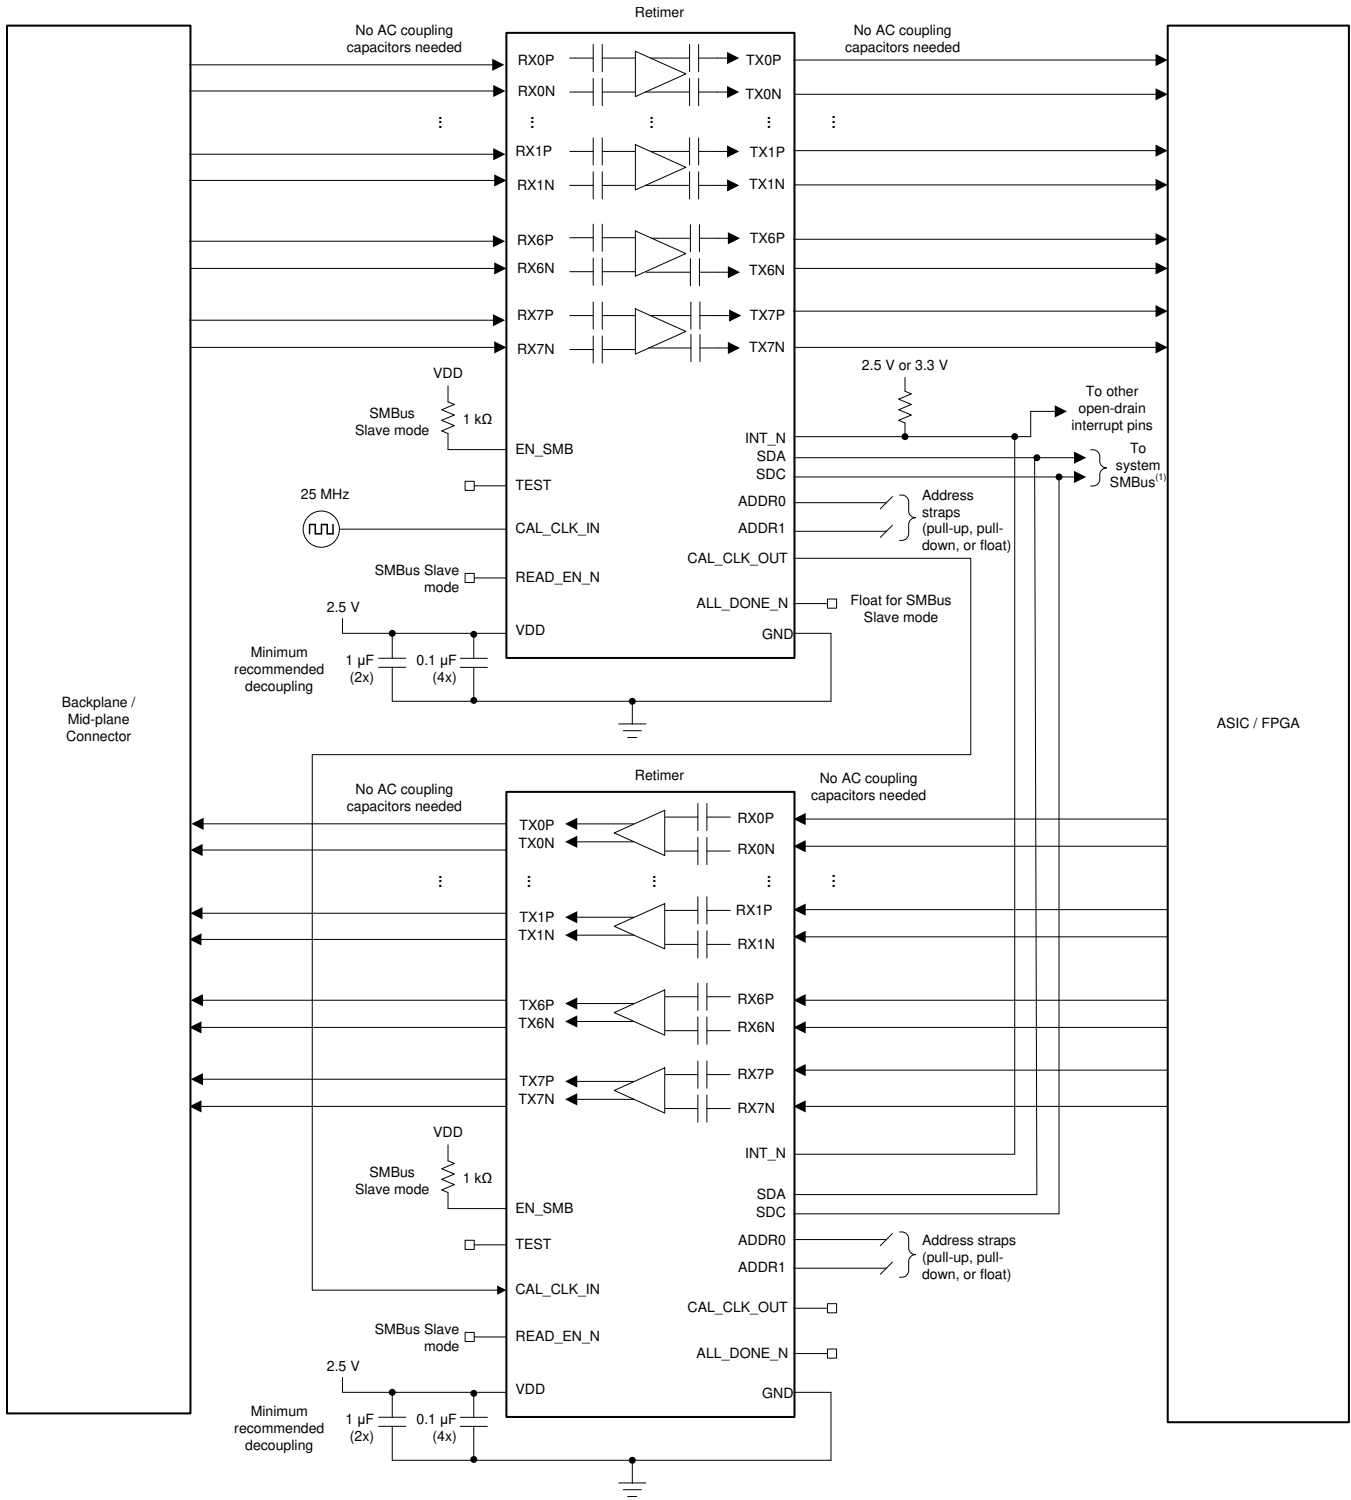 Retimer
No AC coupling
capacitors needed
No AC coupling
capacitors needed
RX0P
TX0P
RX0N
TX0N
...
...
...
...
...
RX1P
TX1P
RX1N
TX1N
RX6P
TX6P
RX6N
TX6N
RX7P
TX7P
RX7N
TX7N
VDD
SMBus
Slave mode
1 kΩ
EN_SMB
TEST
25 MHz
CAL_CLK_IN
SMBus Slave
mode
READ_EN_N
2.5 V
VDD
Minimum
recommended
decoupling
1 µF
(2x)
0.1 µF
(4x)
2.5 V or 3.3 V
To other
open-drain
interrupt pins
INT_N
SDA
SDC
To
system
SMBus(1)
ADDR0
ADDR1
Address
straps
(pull-up, pull-
down, or float)
CAL_CLK_OUT
ALL_DONE_N
Float for SMBus
Slave mode
GND
Backplane /
Mid-plane
Connector
ASIC / FPGA
Retimer
No AC coupling
capacitors needed
No AC coupling
capacitors needed
TX0P
RX0P
TX0N
RX0N
...
...
...
...
...
TX1P
RX1P
TX1N
RX1N
TX6P
RX6P
TX6N
RX6N
TX7P
RX7P
TX7N
RX7N
VDD
SMBus
Slave mode
1 kΩ
EN_SMB
TEST
CAL_CLK_IN
SMBus Slave
mode
READ_EN_N
2.5 V
VDD
Minimum
recommended
decoupling
1 µF
(2x)
0.1 µF
(4x)
INT_N
SDA
SDC
ADDR0
ADDR1
Address straps
(pull-up, pull-
down, or float)
CAL_CLK_OUT
ALL_DONE_N
GND